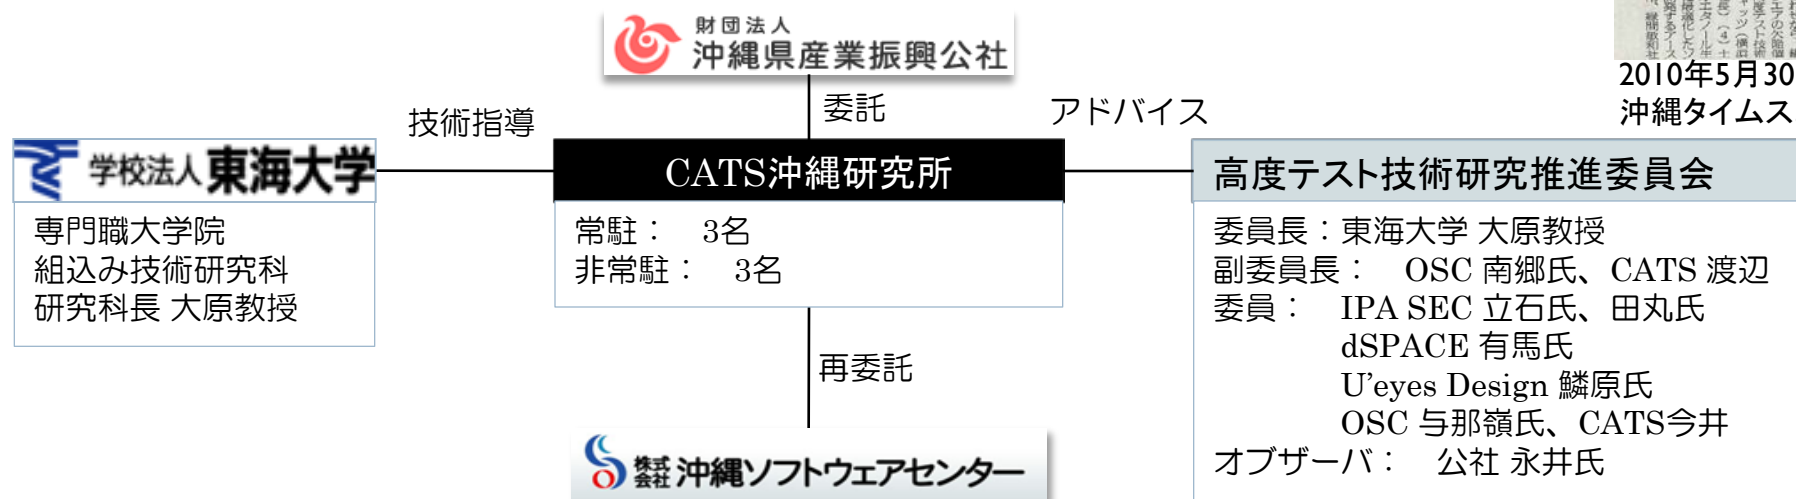 財団法人
沖縄県産業振興公社
2010年5月30
沖縄タイムス
委託
技術指導
アドバイス
学校法人 東海大学
専門職大学院
組込み技術研究科
研究科長 大原教授
CATS沖縄研究所
常駐： 3名
非常駐： 3名
高度テスト技術研究推進委員会
委員長：東海大学 大原教授
副委員長： OSC 南郷氏、CATS 渡辺
委員： IPA SEC 立石氏、田丸氏
dSPACE 有馬氏
U'eyes Design 鱗原氏
OSC 与那嶺氏、CATS今井
オブザーバ： 公社 永井氏
再委託
株式会社 沖縄ソフトウェアセンター